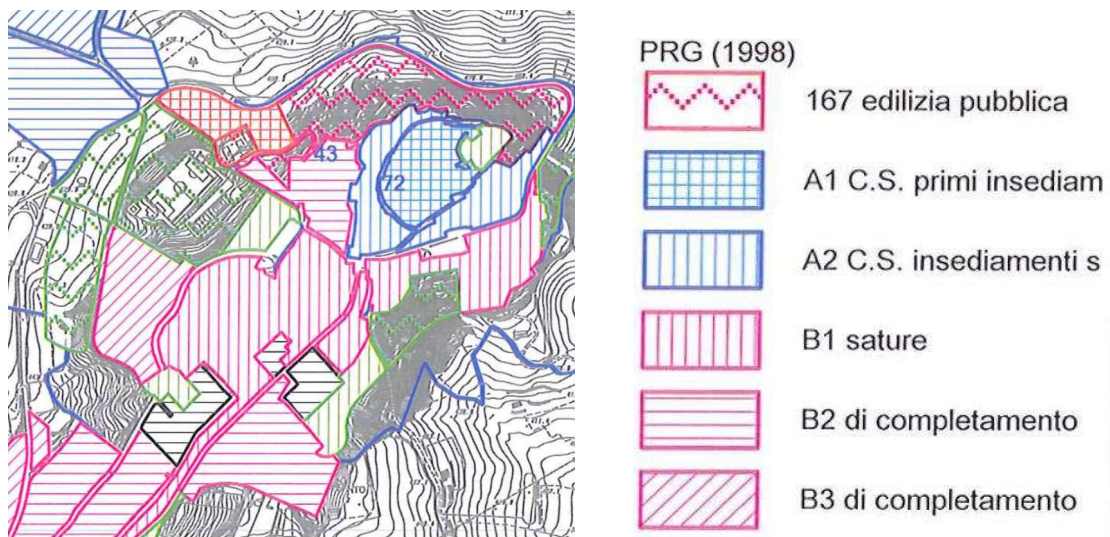 43
72
PRG (1998)
167 edilizia pubblica
A1 C.S. primi insediam
A2 C.S. insediamenti s
B1 sature
B2 di completamento
B3 di completamento